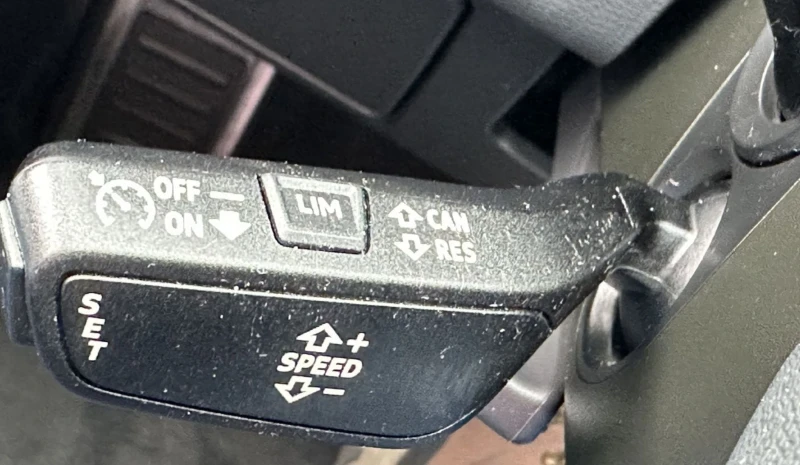 OFF
ON
LIM
CAN
RES
SET
+
SPEED
-